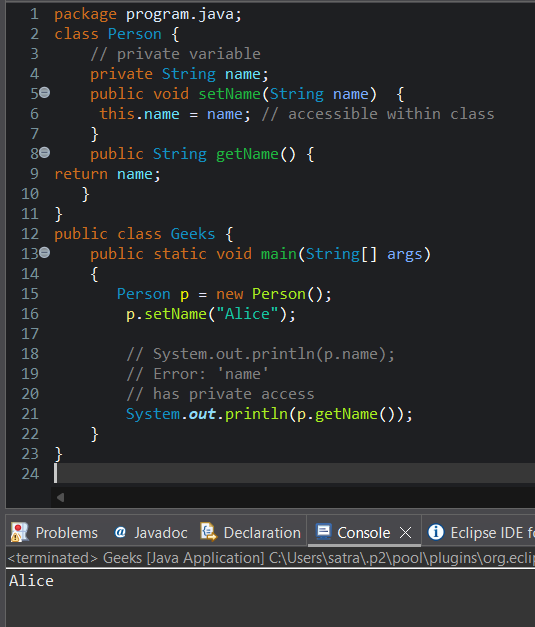 1 package program.java;
2 class Person {
3     // private variable
4     private String name;
5     public void setName(String name)  {
6      this.name = name; // accessible within class
7     }
8     public String getName() {
9 return name;
10    }
11 }
12 public class Geeks {
13     public static void main(String[] args)
14     {
15        Person p = new Person();
16         p.setName("Alice");
17
18         // System.out.println(p.name);
19         // Error: 'name'
20         // has private access
21         System.out.println(p.getName());
22     }
23 }
24
Problems @ Javadoc Declaration Console Eclipse IDE
<terminated> Geeks [Java Application] C:\Users\satra\.p2\pool\plugins\org.eclip
Alice